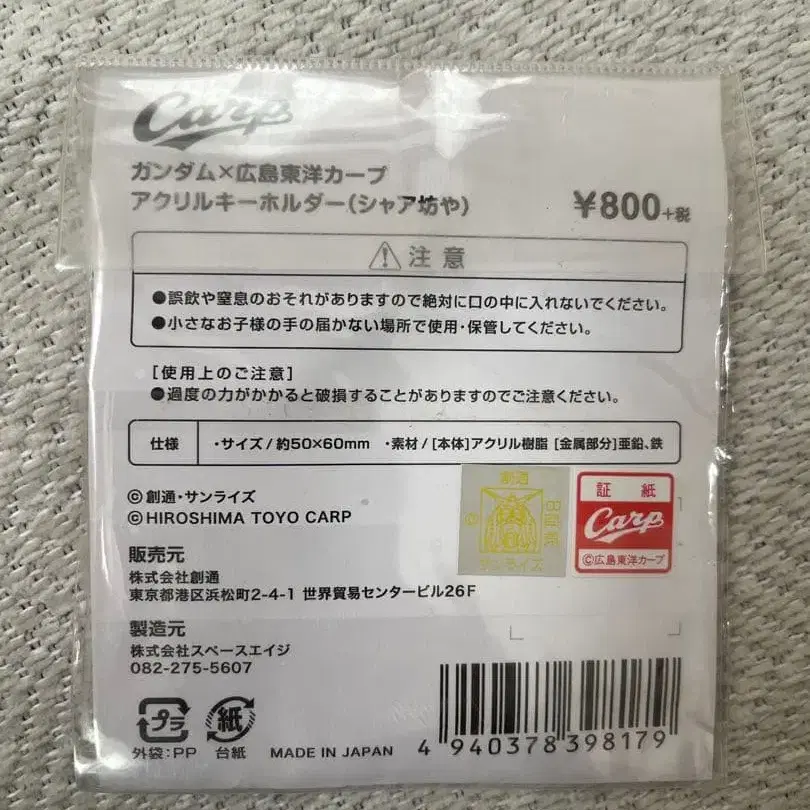 Carp
ガンダム×広島東洋カープ
アクリルキーホルダー(シャア坊や)
¥800+税
注意
●誤飲や窒息のおそれがありますので絶対に口の中に入れないでください。
●小さなお子様の手の届かない場所で使用・保管してください。
[使用上のご注意]
●過度の力がかかると破損することがありますのでご注意ください。
仕様 ・サイズ/約50×60mm ・素材/[本体]アクリル樹脂 [金属部分]亜鉛、鉄
©創通・サンライズ
©HIROSHIMA TOYO CARP
創通
サンライズ
証紙
Carp
©広島東洋カープ
販売元
株式会社創通
東京都港区浜松町2-4-1 世界貿易センタービル26F
製造元
株式会社スペースエイジ
082-275-5607
プラ
外装:PP
紙
台紙
MADE IN JAPAN
4 940378 398179